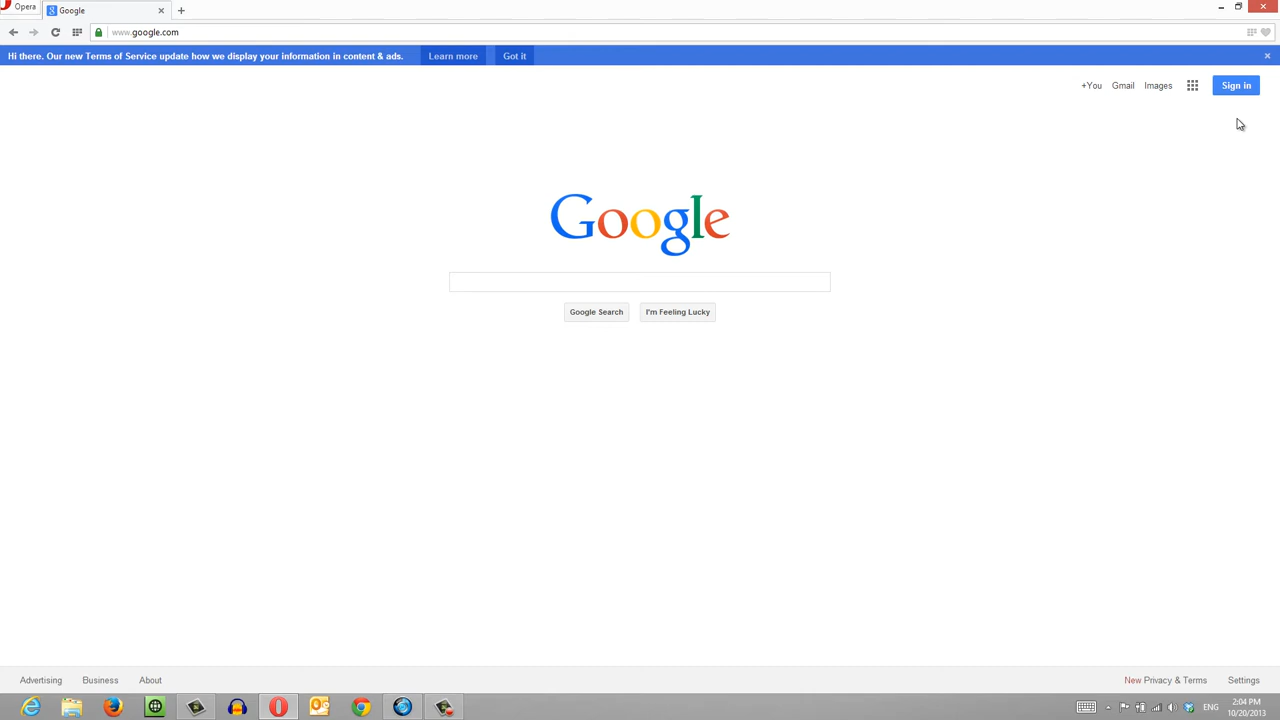 Opera
Google
www.google.com
Hi there. Our new Terms of Service update how we display your information in content & ads. Learn more Got it
+You Gmail Images Sign in
Google
Google Search I'm Feeling Lucky
Advertising Business About New Privacy & Terms Settings
ENG 2:04 PM
10/20/2013